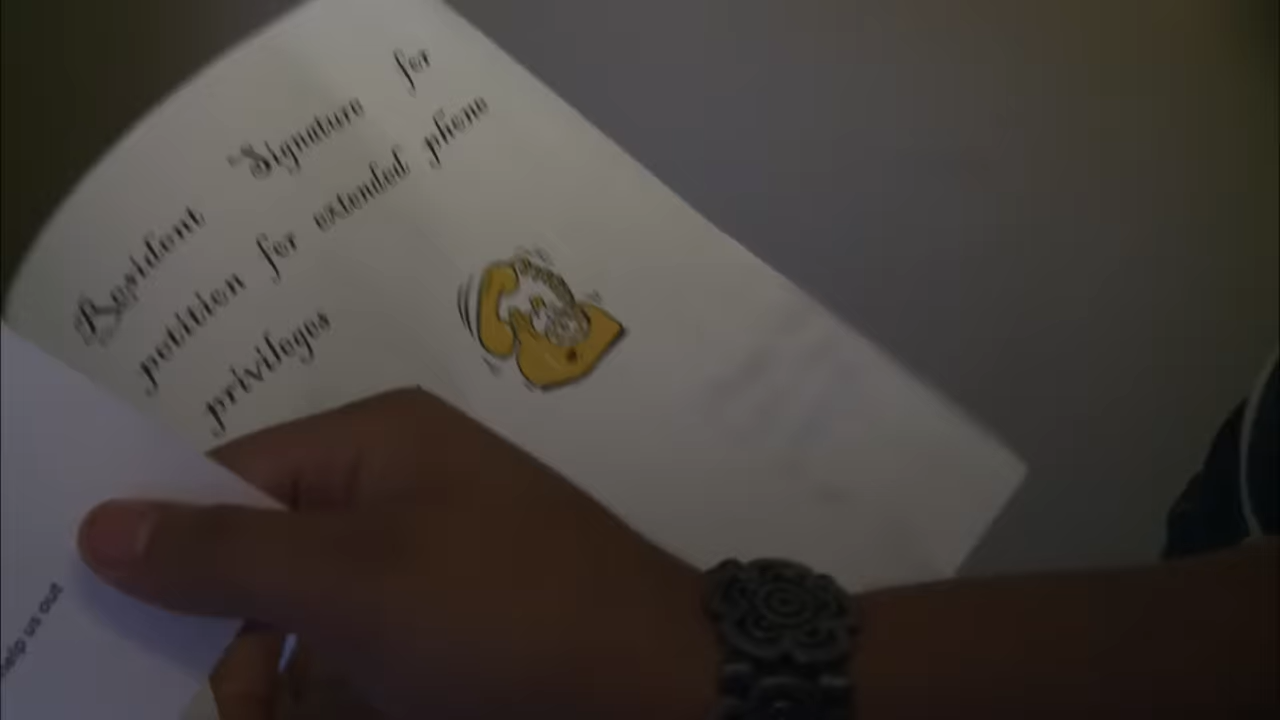 Resident Signature for
petition for extended phone
privileges
help us out